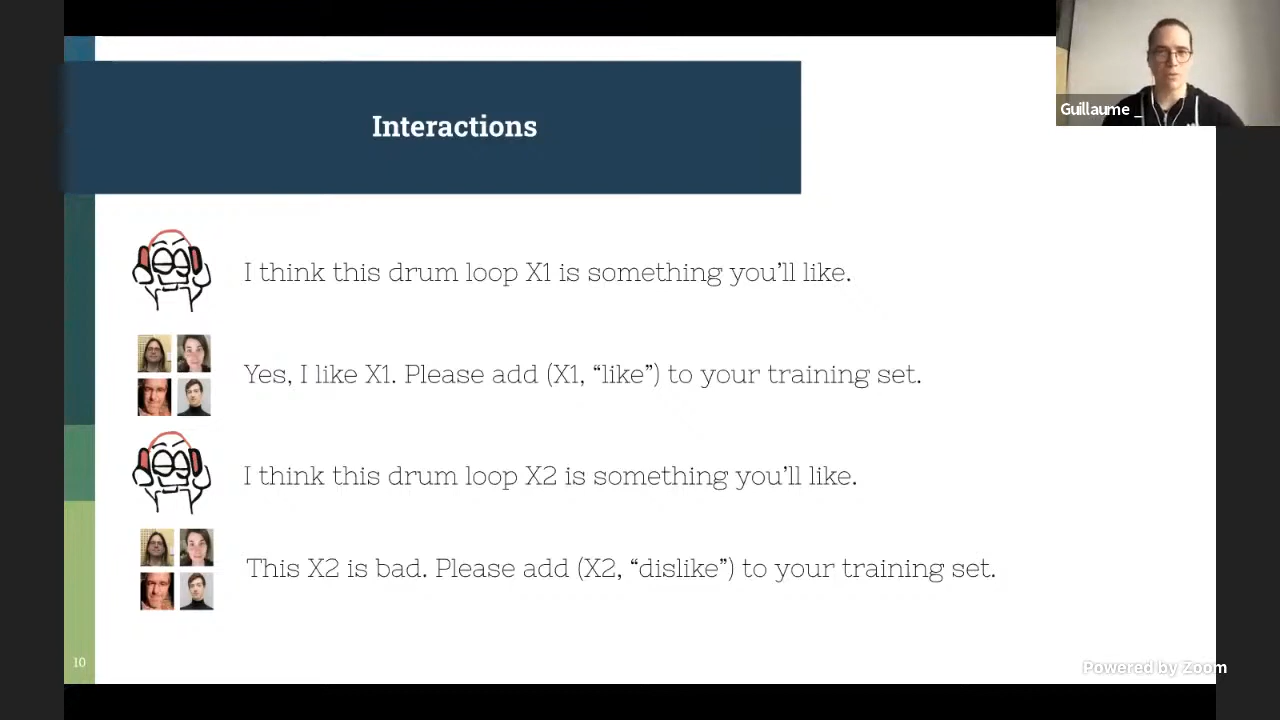 Interactions
Guillaume _
I think this drum loop X1 is something you’ll like.
Yes, I like X1. Please add (X1, “like”) to your training set.
I think this drum loop X2 is something you’ll like.
This X2 is bad. Please add (X2, “dislike”) to your training set.
10
Powered by Zoom